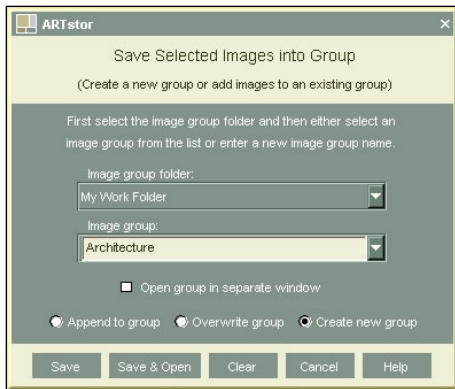 ARTstor
Save Selected Images into Group
(Create a new group or add images to an existing group)
First select the image group folder and then either select an
image group from the list or enter a new image group name.
Image group folder:
My Work Folder
Image group:
Architecture
Open group in separate window
Append to group Overwrite group Create new group
Save Save & Open Clear Cancel Help